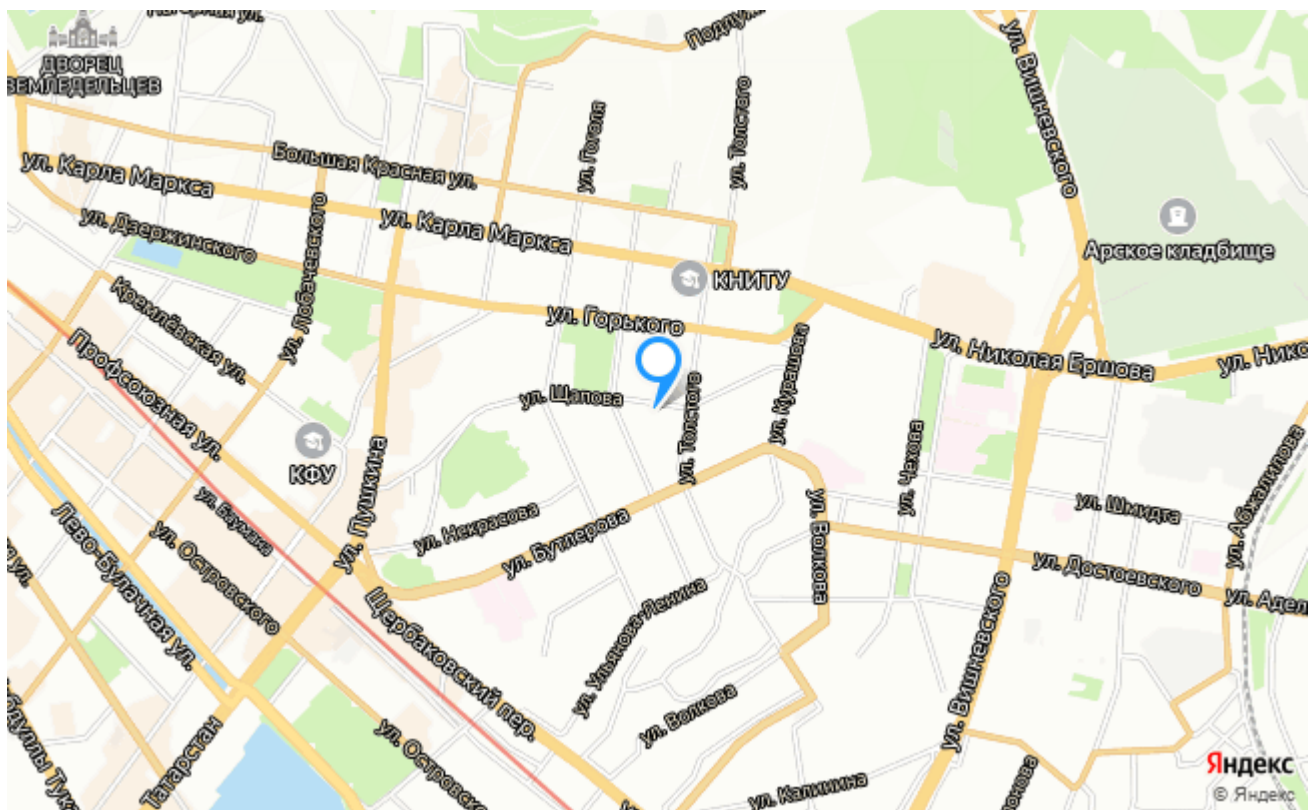 Подлужн
ДВОРЕЦ
ЗЕМЛЕДЕЛЬЦЕВ
ул. Вишневского
ул. Гоголя
ул. Толстого
Большая Красная ул.
ул. Карла Маркса
ул. Карла Маркса
ул. Дзержинского
ул. Лобачевского
Арское кладбище
КНИТУ
Кремлёвская ул.
ул. Горького
ул. Николая Ершова
ул. Нико
Профсоюзная ул.
ул. Щапова
ул. Толстого
ул. Курашова
КФУ
ул. Пушкина
ул. Чехова
ул. Абжалилова
ул. Баумана
ул. Некрасова
ул. Бутлерова
ул. Волкова
ул. Шмидта
Лево-Булачная ул.
ул. Островского
ул. Достоевского
ул. Адел
Щербаковский пер.
ул. Ульянова-Ленина
ул. Вишневского
ул. Волкова
Татарстан
ул. Островского
ул. Калинина
Яндекс
© Яндекс